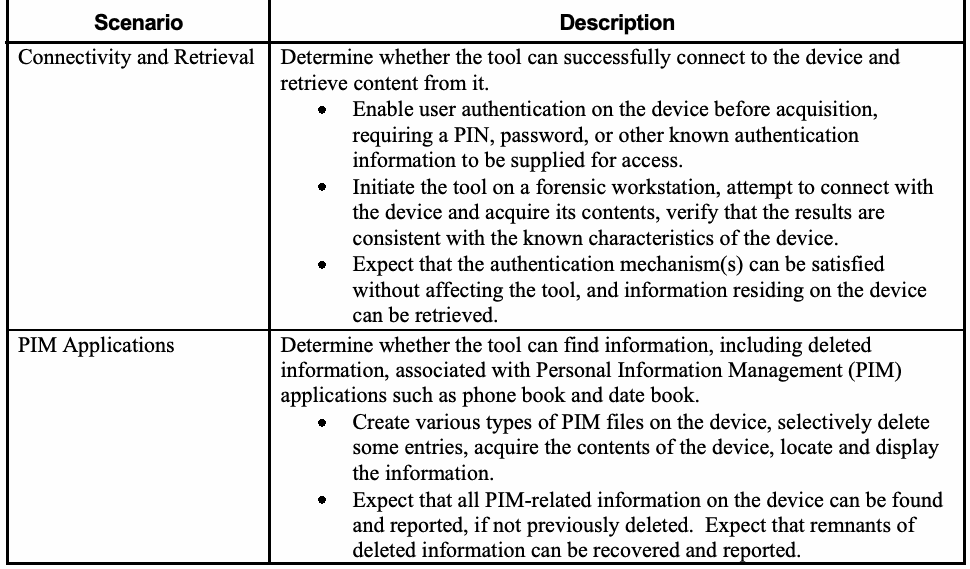 Scenario
Description
Connectivity and Retrieval
Determine whether the tool can successfully connect to the device and
retrieve content from it.
• Enable user authentication on the device before acquisition,
requiring a PIN, password, or other known authentication
information to be supplied for access.
• Initiate the tool on a forensic workstation, attempt to connect with
the device and acquire its contents, verify that the results are
consistent with the known characteristics of the device.
• Expect that the authentication mechanism(s) can be satisfied
without affecting the tool, and information residing on the device
can be retrieved.
PIM Applications
Determine whether the tool can find information, including deleted
information, associated with Personal Information Management (PIM)
applications such as phone book and date book.
• Create various types of PIM files on the device, selectively delete
some entries, acquire the contents of the device, locate and display
the information.
• Expect that all PIM-related information on the device can be found
and reported, if not previously deleted.  Expect that remnants of
deleted information can be recovered and reported.